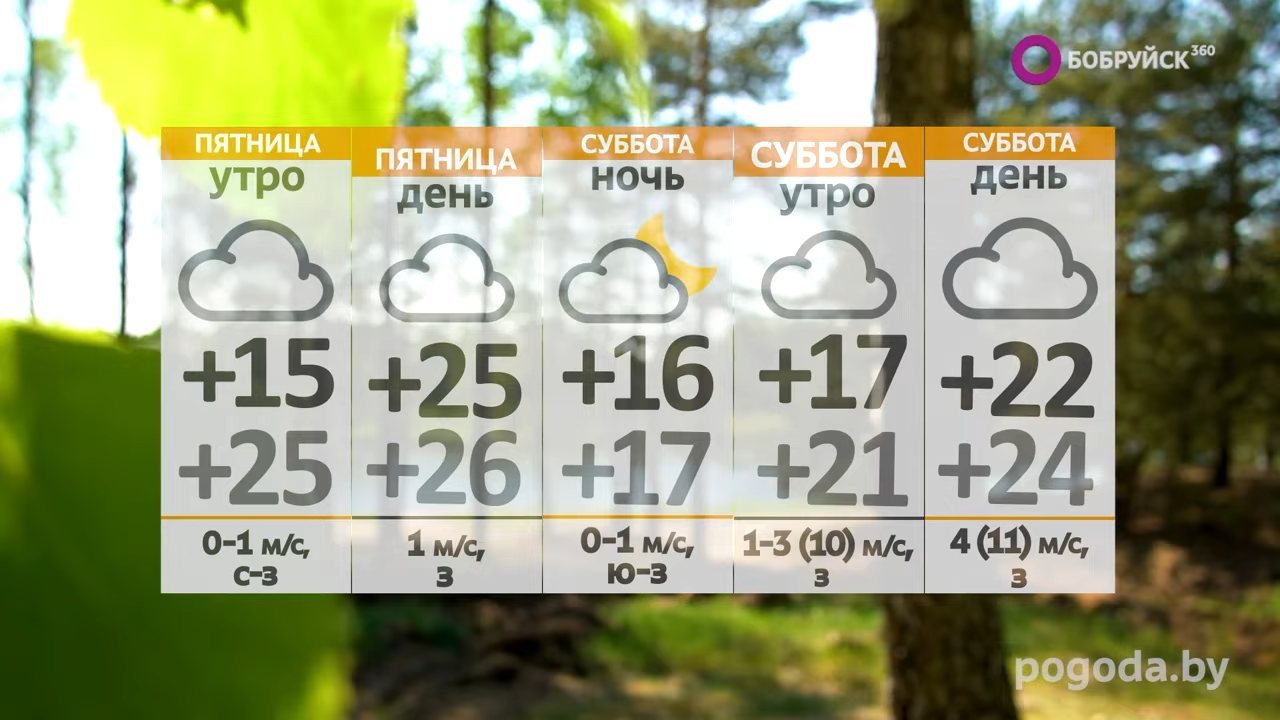 БОБРУЙСК360
ПЯТНИЦА
утро
+15
+25
0-1 м/с,
с-з
ПЯТНИЦА
день
+25
+26
1 м/с,
з
СУББОТА
ночь
+16
+17
0-1 м/с,
ю-з
СУББОТА
утро
+17
+21
1-3 (10) м/с,
з
СУББОТА
день
+22
+24
4 (11) м/с,
з
pogoda.by